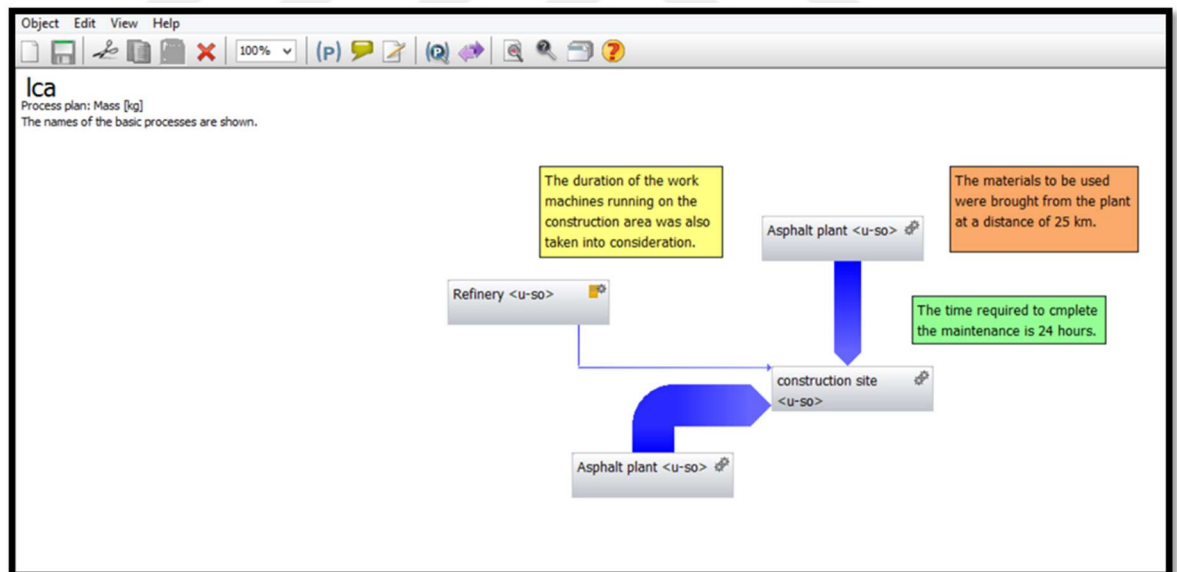 Object Edit View Help
100%
(P)
lca
Process plan: Mass [kg]
The names of the basic processes are shown.
The duration of the work
machines running on the
construction area was also
taken into consideration.
The materials to be used
were brought from the plant
at a distance of 25 km.
Asphalt plant <u-so>
Refinery <u-so>
The time required to cmplete
the maintenance is 24 hours.
construction site
<u-so>
Asphalt plant <u-so>